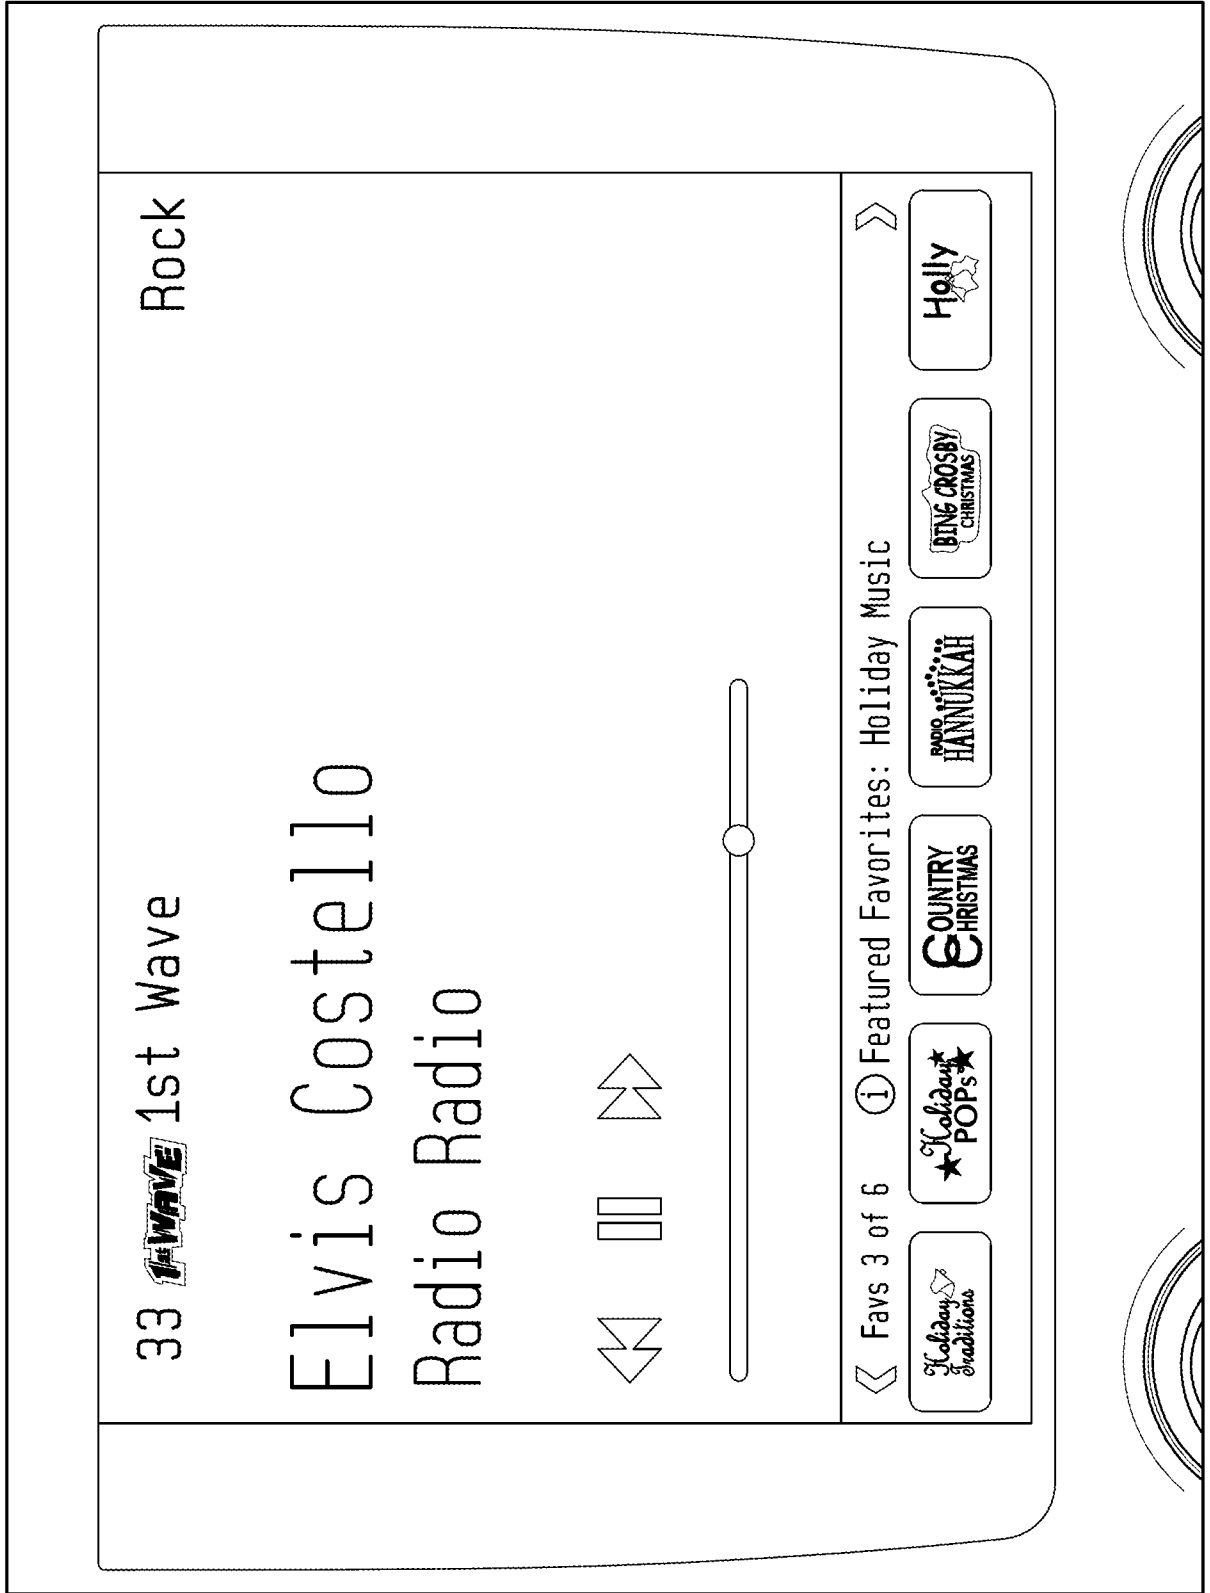 33 1st WAVE 1st Wave Rock
Elvis Costello
Radio Radio
Favs 3 of 6 i Featured Favorites: Holiday Music
Holiday Traditions
Holiday POPs
COUNTRY CHRISTMAS
RADIO HANNUKKAH
BING CROSBY CHRISTMAS
Holly